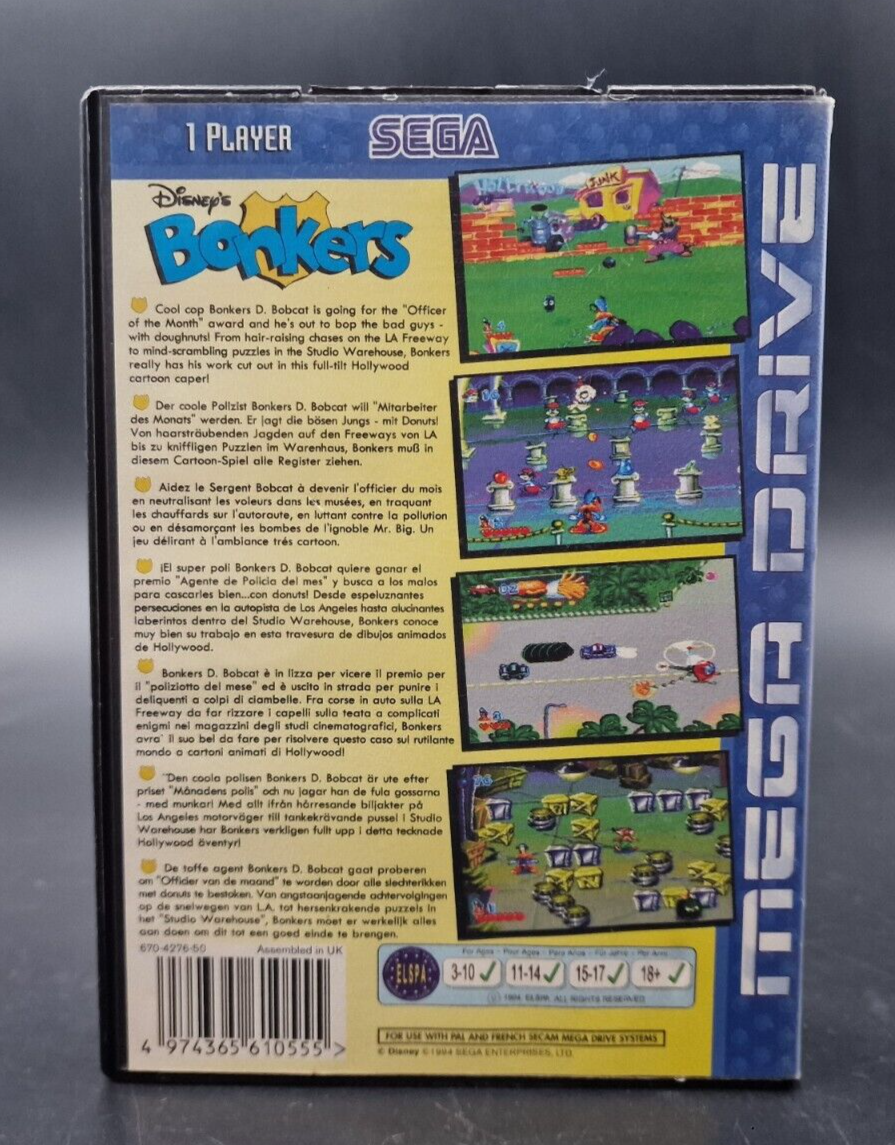 1 PLAYER
SEGA
DISNEY'S
Bonkers
Cool cop Bonkers D. Bobcat is going for the "Officer
of the Month" award and he's out to bop the bad guys -
with doughnuts! From hair-raising chases on the LA Freeway
to mind-scrambling puzzles in the Studio Warehouse, Bonkers
really has his work cut out in this full-tilt Hollywood
cartoon caper!
Der coole Polizist Bonkers D. Bobcat will "Mitarbeiter
des Monats" werden. Er jagt die bösen Jungs - mit Donuts!
Von haarsträubenden Jagden auf den Freeways von LA
bis zu kniffligen Puzzlen im Warenhaus, Bonkers muß in
diesem Cartoon-Spiel alle Register ziehen.
Aidez le Sergent Bobcat à devenir l'officier du mois
en neutralisant les voleurs dans les musées, en traquant
les chauffards sur l'autoroute, en luttant contre la pollution
ou en désamorçant les bombes de l'ignoble Mr. Big. Un
jeu délirant à l'ambiance trés cartoon.
¡El super poli Bonkers D. Bobcat quiere ganar el
premio "Agente de Policia del mes" y busca a los malos
para cascarles bien...con donuts! Desde espeluznantes
persecuciones en la autopista de Los Angeles hasta alucinantes
laberintos dentro del Studio Warehouse, Bonkers conoce
muy bien su trabajo en esta travesura de dibujos animados
de Hollywood.
Bonkers D. Bobcat è in lizza per vicere il premio per
il "poliziotto del mese" ed è uscito in strada per punire i
deliquenti a colpi di ciambelle. Fra corse in auto sulla LA
Freeway da far rizzare i capelli sulla teata a complicati
enigmi nei magazzini degli studi cinematografici, Bonkers
avra' il suo bel da fare per risolvere questo caso sul rutilante
mondo a cartoni animati di Hollywood!
"Den coola polisen Bonkers D. Bobcat är ute efter
priset "Månadens polis" och nu jagar han de fula gossarna
- med munkar! Med allt ifrån hårresande biljakter på
Los Angeles motorväger till tankekrävande pussel i Studio
Warehouse har Bonkers verkligen fullt upp i detta tecknade
Hollywood äventyr!
De toffe agent Bonkers D. Bobcat gaat proberen
om "Officier van de maand" te worden door alle slechterikken
met donuts te bestoken. Van angstaanjagende achtervolgingen
op de snelwegen van L.A. tot hersenkrakende puzzels in
het "Studio Warehouse", Bonkers moet er werkelijk alles
aan doen om dit tot een goed einde te brengen.
670-4276-50 Assembled in UK
4 974365 610555 >
JUNK
ELSPA
For Ages - Pour Ages - Para Años - Für Jahre - Per Anni
3-10 11-14 15-17 18+
© 1994 ELSPA. ALL RIGHTS RESERVED
FOR USE WITH PAL AND FRENCH SECAM MEGA DRIVE SYSTEMS
© Disney © 1994 SEGA ENTERPRISES, LTD.
MEGA DRIVE